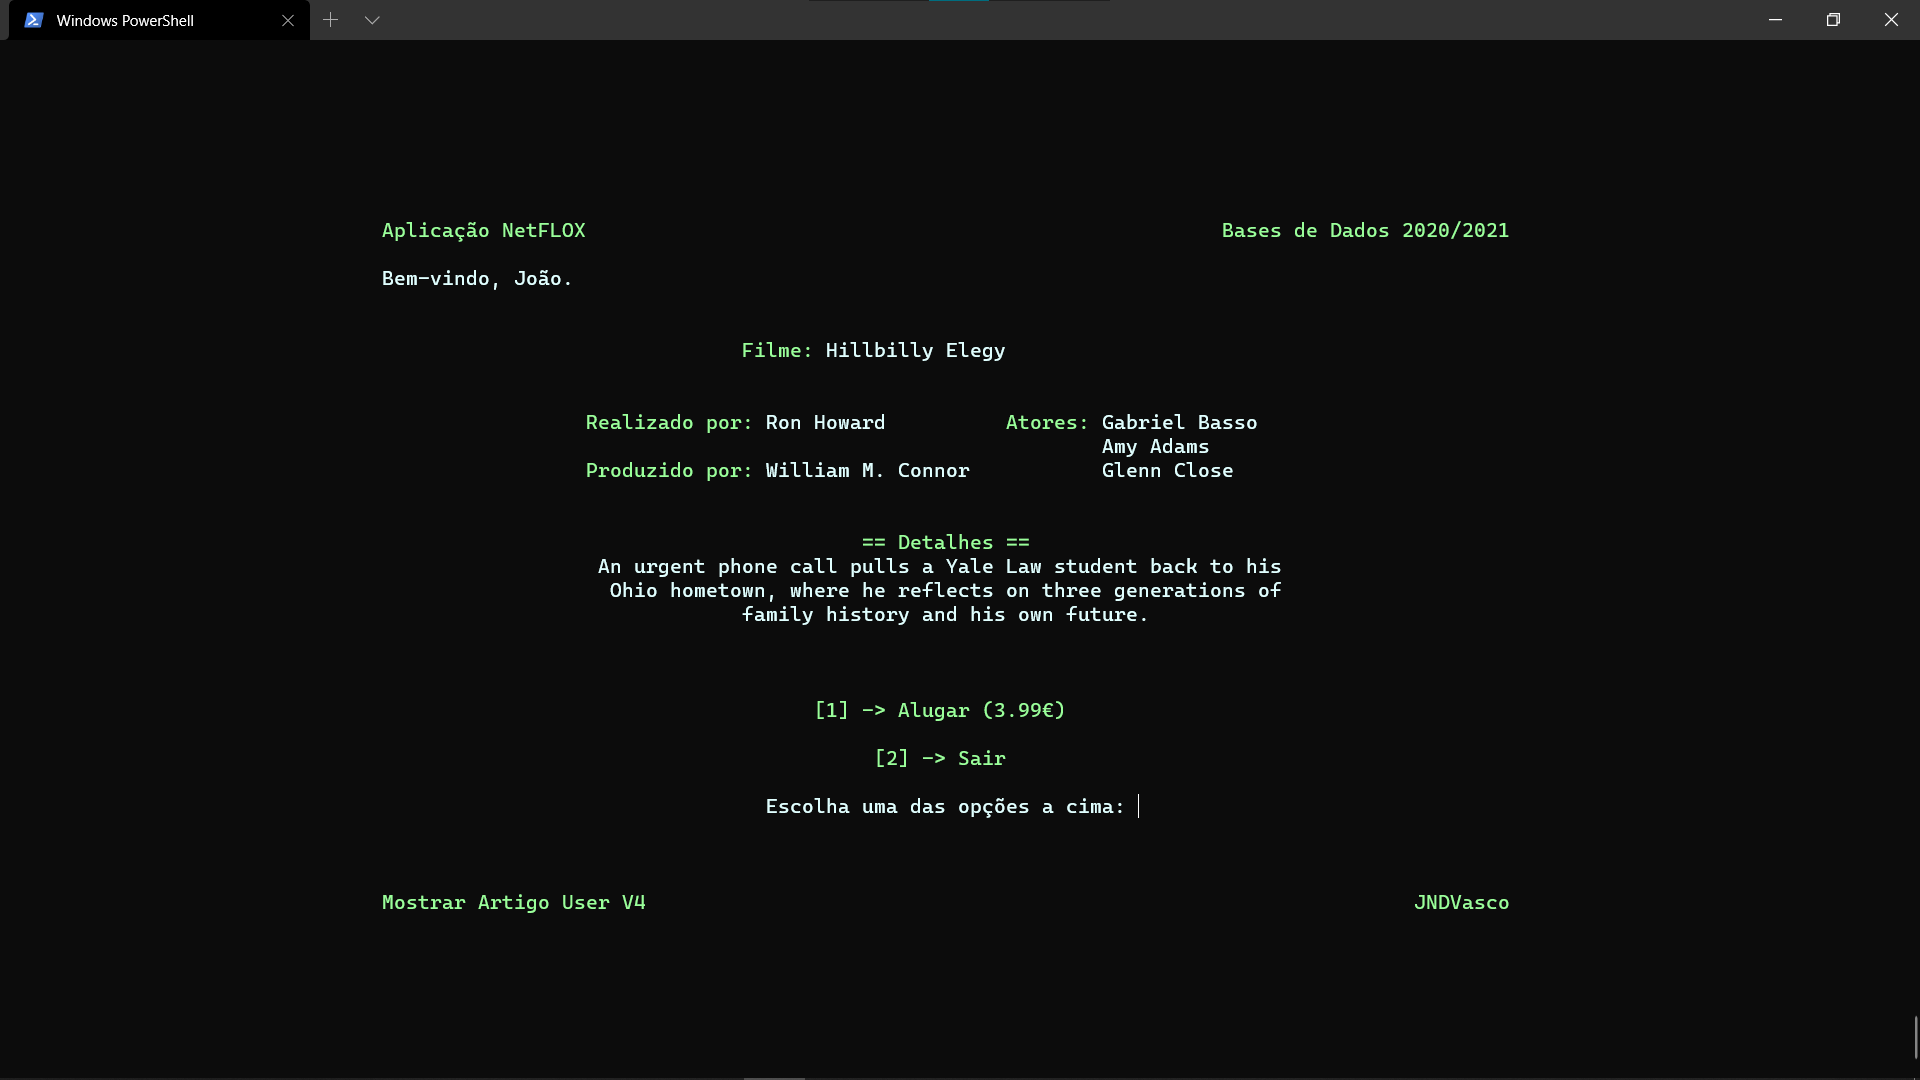 Windows PowerShell
Aplicação NetFLOX Bases de Dados 2020/2021
Bem-vindo, João.
Filme: Hillbilly Elegy
Realizado por: Ron Howard Atores: Gabriel Basso
Amy Adams
Produzido por: William M. Connor Glenn Close
== Detalhes ==
An urgent phone call pulls a Yale Law student back to his
Ohio hometown, where he reflects on three generations of
family history and his own future.
[1] -> Alugar (3.99€)
[2] -> Sair
Escolha uma das opções a cima:
Mostrar Artigo User V4 JNDVasco